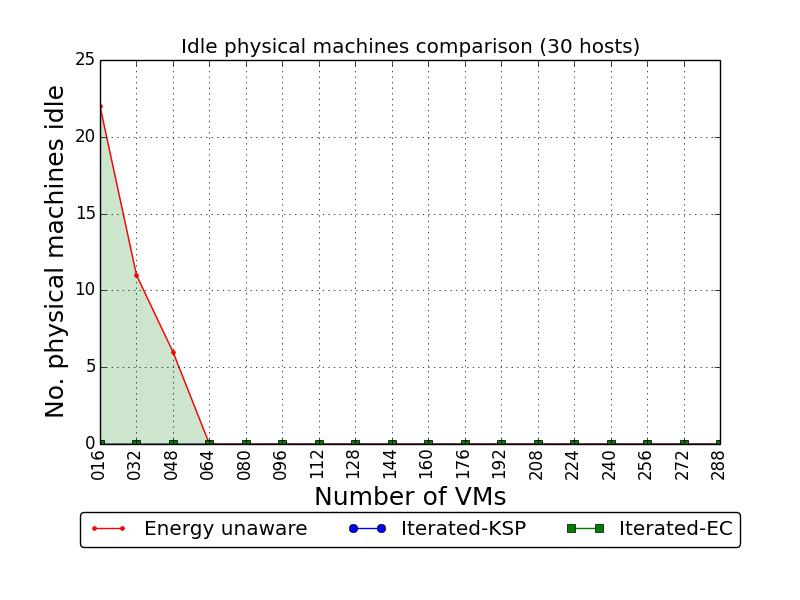 Idle physical machines comparison (30 hosts)
No. physical machines idle
25
20
15
10
5
0
016 032 048 064 080 096 112 128 144 160 176 192 208 224 240 256 272 288
Number of VMs
Energy unaware Iterated-KSP Iterated-EC